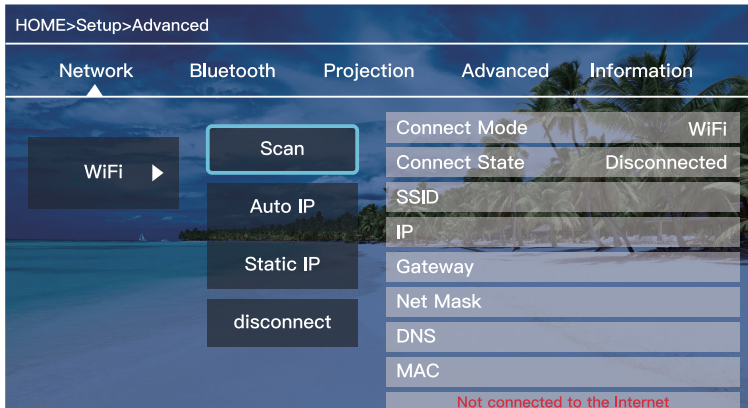 HOME>Setup>Advanced
Network Bluetooth Projection Advanced Information
WiFi
Scan
Auto IP
Static IP
disconnect
Connect Mode WiFi
Connect State Disconnected
SSID
IP
Gateway
Net Mask
DNS
MAC
Not connected to the Internet